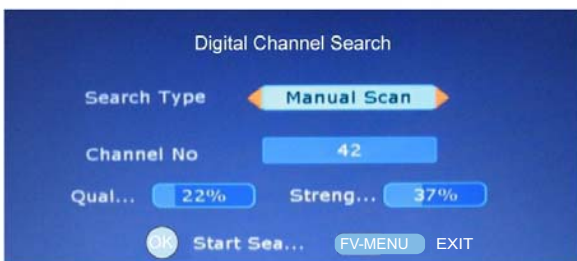 Digital Channel Search
Search Type Manual Scan
Channel No 42
Qual... 22% Streng... 37%
OK Start Sea... FV-MENU EXIT